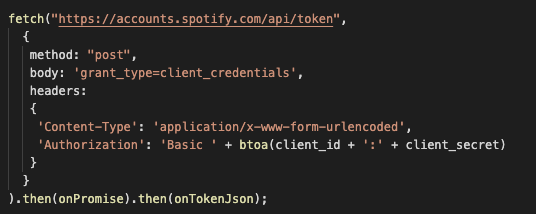 fetch("https://accounts.spotify.com/api/token",
{
method: "post",
body: 'grant_type=client_credentials',
headers:
{
'Content-Type': 'application/x-www-form-urlencoded',
'Authorization': 'Basic ' + btoa(client_id + ':' + client_secret)
}
}
).then(onPromise).then(onTokenJson);